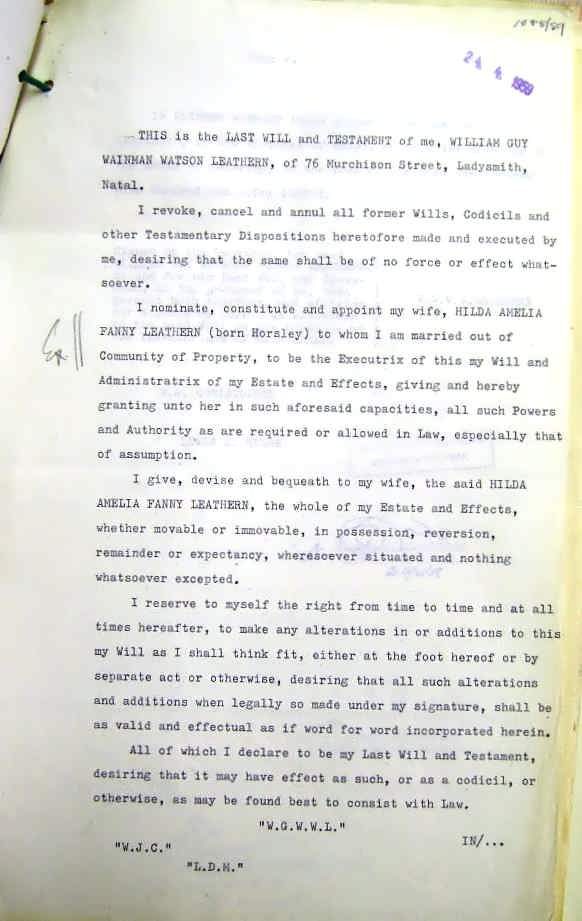 1088/59
24 4 1959
THIS is the LAST WILL and TESTAMENT of me, WILLIAM GUY
WAINMAN WATSON LEATHERN, of 76 Murchison Street, Ladysmith,
Natal.
I revoke, cancel and annul all former Wills, Codicils and
other Testamentary Dispositions heretofore made and executed by
me, desiring that the same shall be of no force or effect what-
soever.
I nominate, constitute and appoint my wife, HILDA AMELIA
FANNY LEATHERN (born Horsley) to whom I am married out of
Community of Property, to be the Executrix of this my Will and
Administratrix of my Estate and Effects, giving and hereby
granting unto her in such aforesaid capacities, all such Powers
and Authority as are required or allowed in Law, especially that
of assumption.
I give, devise and bequeath to my wife, the said HILDA
AMELIA FANNY LEATHERN, the whole of my Estate and Effects,
whether movable or immovable, in possession, reversion,
remainder or expectancy, wheresoever situated and nothing
whatsoever excepted.
I reserve to myself the right from time to time and at all
times hereafter, to make any alterations in or additions to this
my Will as I shall think fit, either at the foot hereof or by
separate act or otherwise, desiring that all such alterations
and additions when legally so made under my signature, shall be
as valid and effectual as if word for word incorporated herein.
All of which I declare to be my Last Will and Testament,
desiring that it may have effect as such, or as a codicil, or
otherwise, as may be found best to consist with Law.
"W.G.W.W.L."
IN/...
"W.J.C."
"L.D.M."